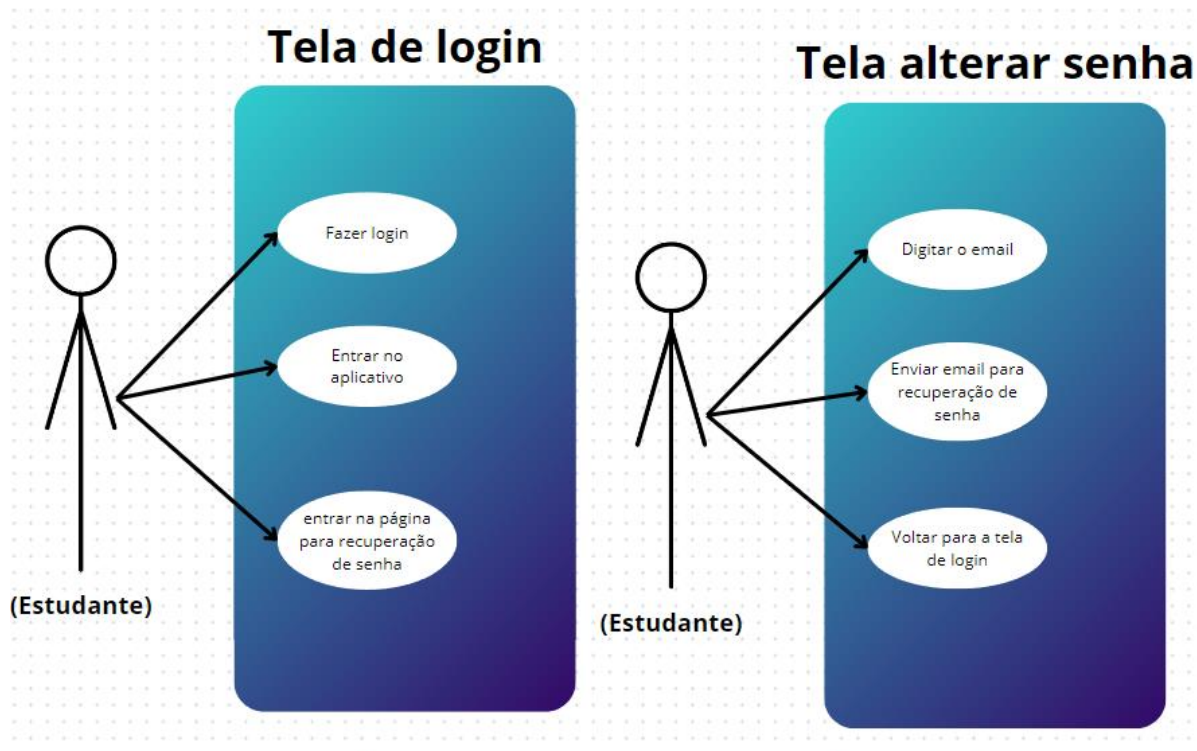 Tela de login
Fazer login
Entrar no
aplicativo
entrar na página
para recuperação
de senha
(Estudante)
Tela alterar senha
Digitar o email
Enviar email para
recuperação de
senha
Voltar para a tela
de login
(Estudante)